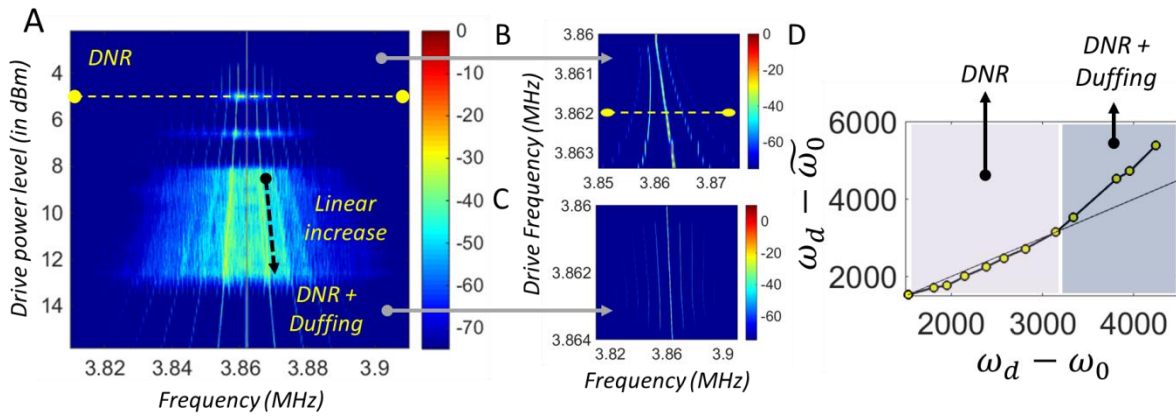 A
DNR
Drive power level (in dBm)
4
6
8
10
12
14
Linear
increase
DNR +
Duffing
3.82
3.84
3.86
3.88
3.9
Frequency (MHz)
0
-10
-20
-30
-40
-50
-60
-70
B
3.86
3.861
3.862
3.863
3.85
3.86
3.87
0
-20
-40
-60
Drive Frequency (MHz)
C
3.86
3.862
3.864
3.82
3.86
3.9
0
-20
-40
-60
Frequency (MHz)
D
DNR
DNR +
Duffing
6000
4000
2000
2000
3000
4000
ω_d − ω̃_0
ω_d − ω_0